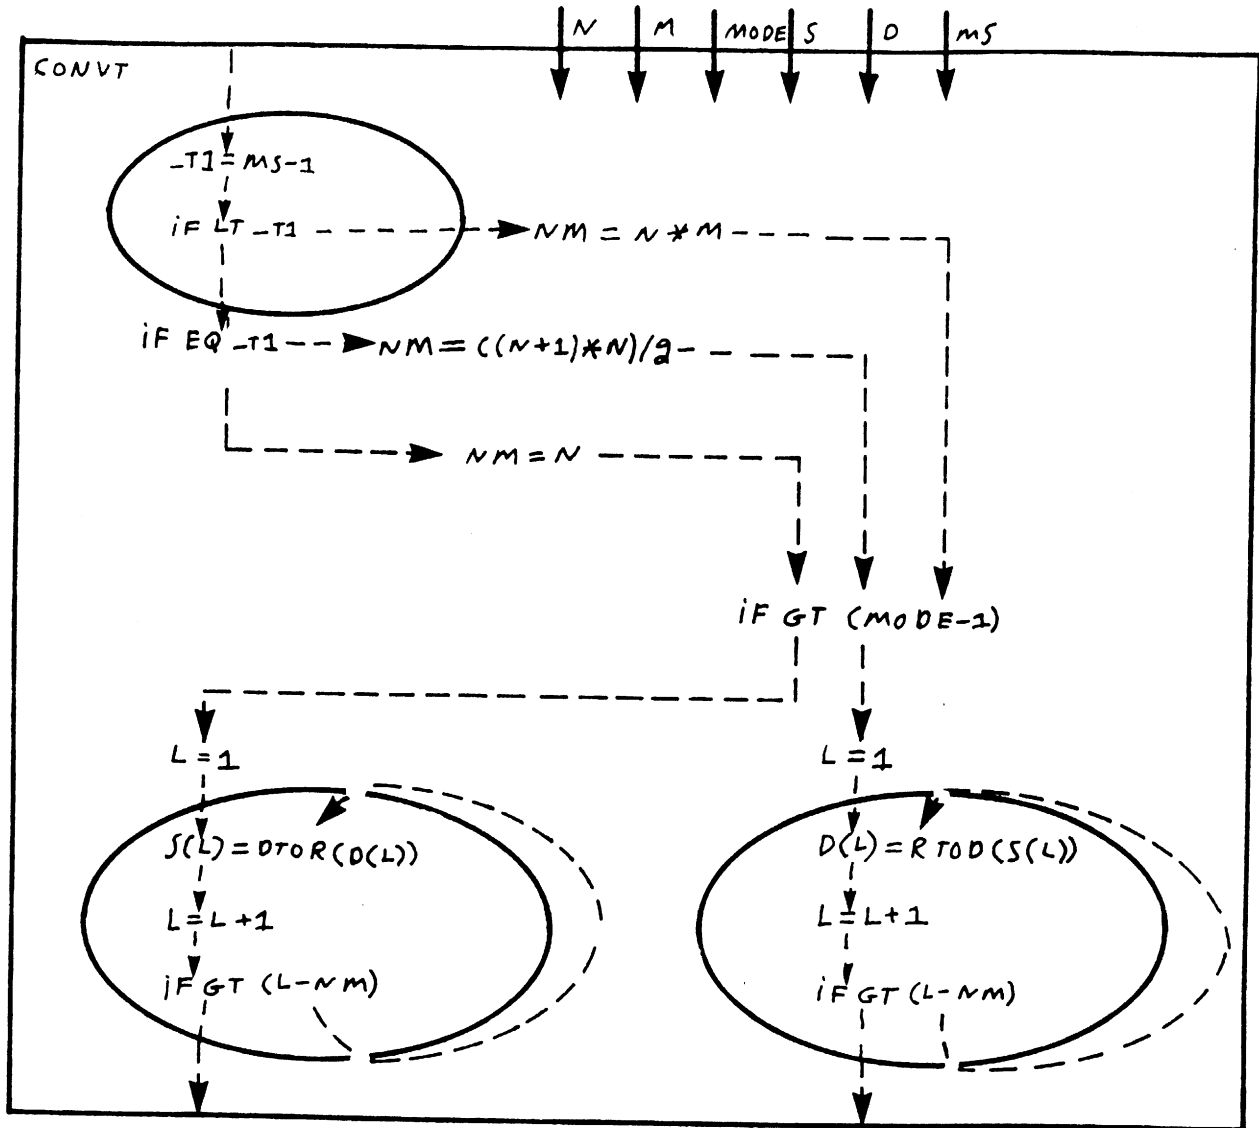 N M MODE S D MS
CONVT
_T1=MS-1
iF LT _T1
NM = N*M
iF EQ _T1
NM=((N+1)*N)/2
NM=N
iF GT (MODE-1)
L=1
L=1
S(L)=DTOR(D(L))
D(L)=RTOD(S(L))
L=L+1
L=L+1
iF GT (L-NM)
iF GT (L-NM)